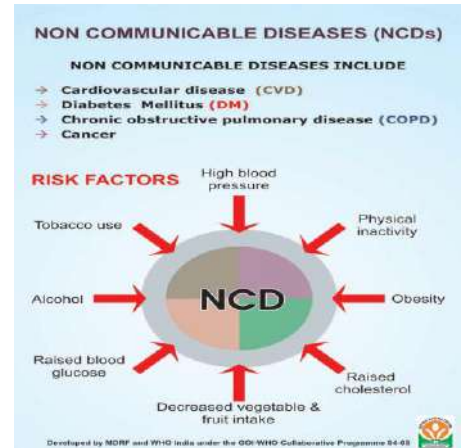 NON COMMUNICABLE DISEASES (NCDs)
NON COMMUNICABLE DISEASES INCLUDE
Cardiovascular disease (CVD)
Diabetes Mellitus (DM)
Chronic obstructive pulmonary disease (COPD)
Cancer
RISK FACTORS
High blood
pressure
Tobacco use
Physical
inactivity
Alcohol
NCD
Obesity
Raised blood
glucose
Raised
cholesterol
Decreased vegetable &
fruit intake
Developed by MDRF and WHO India under the GOI-WHO Collaborative Programme